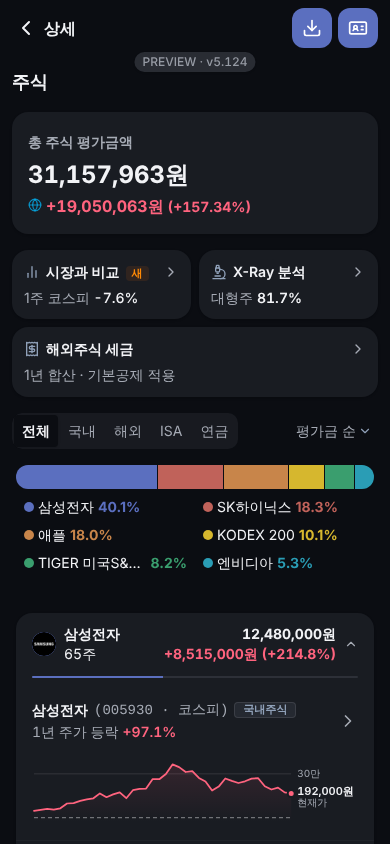 상세
PREVIEW · v5.124
주식
총 주식 평가금액
31,157,963원
+19,050,063원 (+157.34%)
시장과 비교 새
1주 코스피 -7.6%
X-Ray 분석
대형주 81.7%
해외주식 세금
1년 합산 · 기본공제 적용
전체 국내 해외 ISA 연금 평가금 순
삼성전자 40.1% SK하이닉스 18.3%
애플 18.0% KODEX 200 10.1%
TIGER 미국S&... 8.2% 엔비디아 5.3%
SAMSUNG
삼성전자 12,480,000원
65주 +8,515,000원 (+214.8%)
삼성전자 (005930 · 코스피) 국내주식
1년 주가 등락 +97.1%
30만
192,000원
현재가